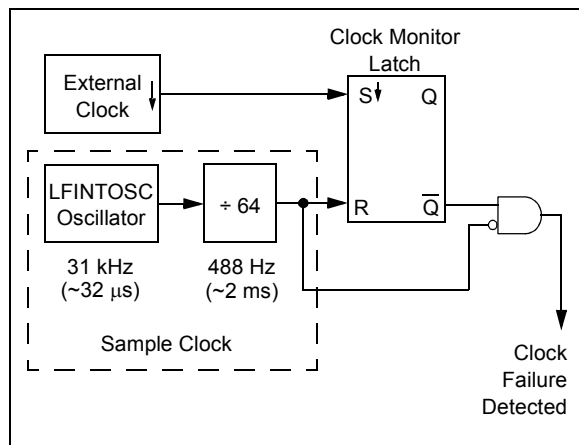 Clock Monitor
Latch
External
Clock
S
Q
LFINTOSC
Oscillator
÷ 64
R
Q̅
31 kHz
(~32 μs)
488 Hz
(~2 ms)
Sample Clock
Clock
Failure
Detected